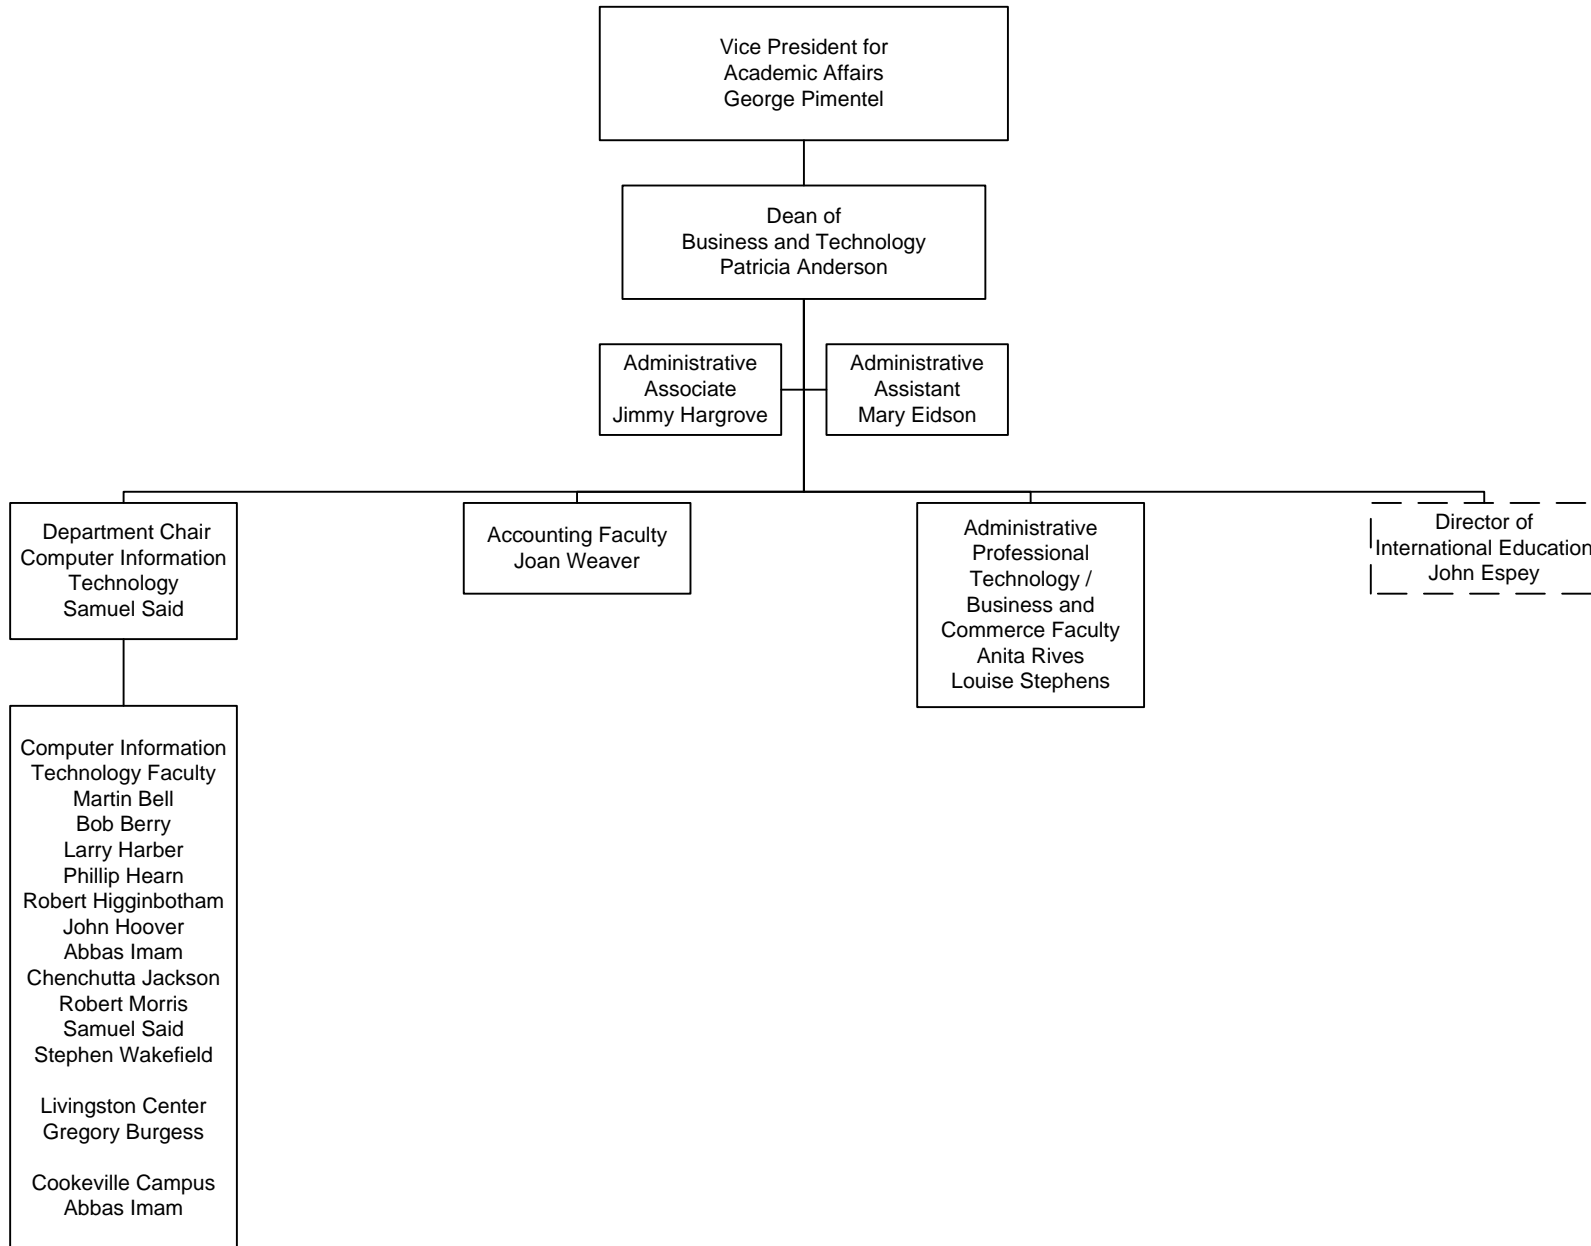 Vice President for
Academic Affairs
George Pimentel
Dean of
Business and Technology
Patricia Anderson
Administrative
Associate
Jimmy Hargrove
Administrative
Assistant
Mary Eidson
Department Chair
Computer Information
Technology
Samuel Said
Accounting Faculty
Joan Weaver
Administrative
Professional
Technology /
Business and
Commerce Faculty
Anita Rives
Louise Stephens
Director of
International Education
John Espey
Computer Information
Technology Faculty
Martin Bell
Bob Berry
Larry Harber
Phillip Hearn
Robert Higginbotham
John Hoover
Abbas Imam
Chenchutta Jackson
Robert Morris
Samuel Said
Stephen Wakefield
Livingston Center
Gregory Burgess
Cookeville Campus
Abbas Imam